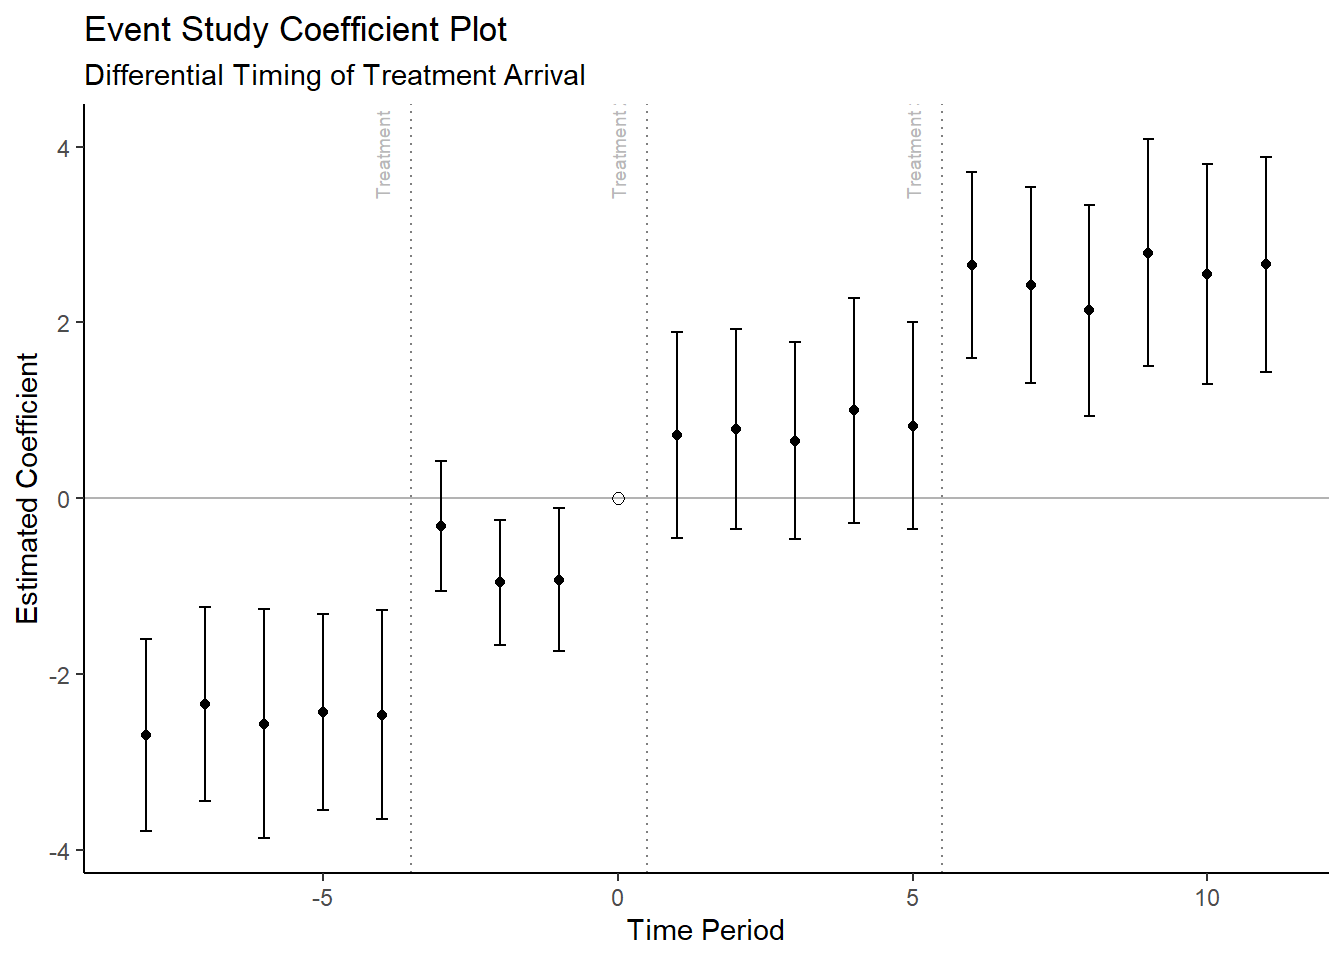 Event Study Coefficient Plot
Differential Timing of Treatment Arrival
Treatment
Treatment
Treatment
Estimated Coefficient
4
2
0
-2
-4
-5
0
5
10
Time Period